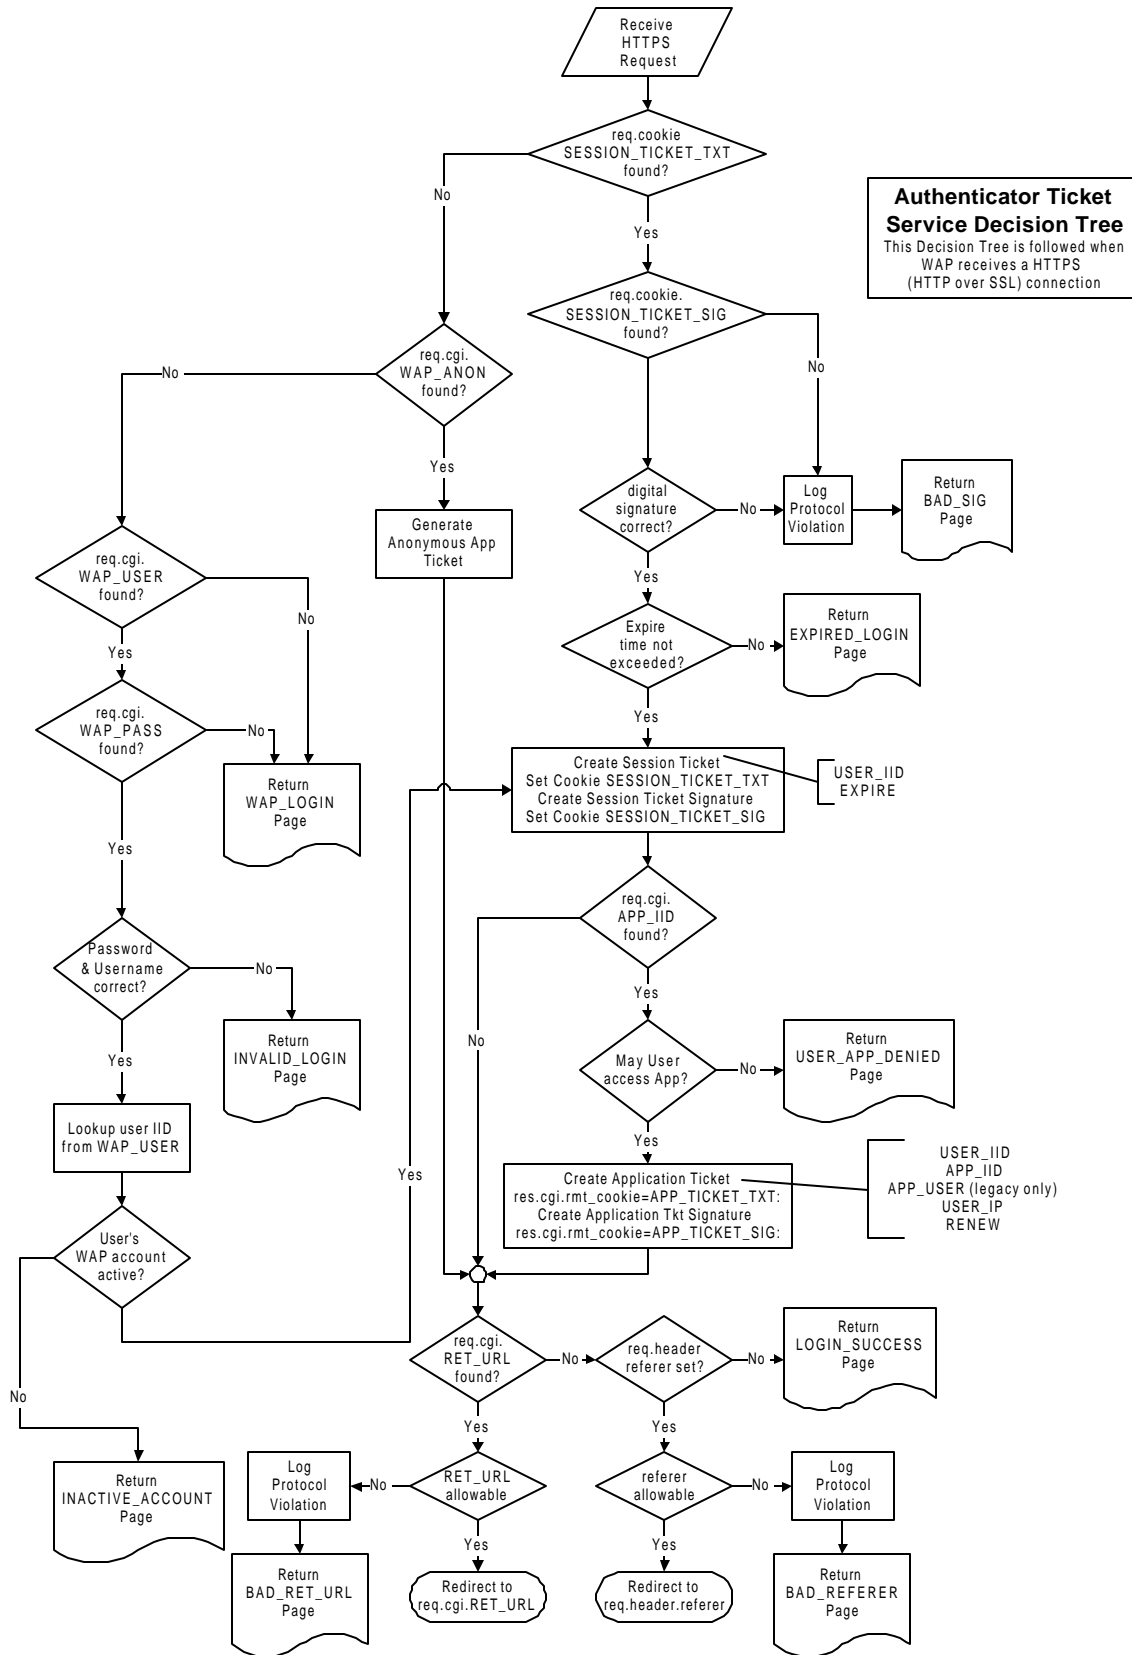 Receive
HTTPS
Request
req.cookie
SESSION_TICKET_TXT
found?
No
Yes
Authenticator Ticket
Service Decision Tree
This Decision Tree is followed when
WAP receives a HTTPS
(HTTP over SSL) connection
req.cookie.
SESSION_TICKET_SIG
found?
No
Yes
req.cgi.
WAP_ANON
found?
No
Yes
digital
signature
correct?
No
Yes
Log
Protocol
Violation
Return
BAD_SIG
Page
Generate
Anonymous App
Ticket
req.cgi.
WAP_USER
found?
No
Yes
Expire
time not
exceeded?
No
Yes
Return
EXPIRED_LOGIN
Page
req.cgi.
WAP_PASS
found?
No
Yes
Return
WAP_LOGIN
Page
Create Session Ticket
Set Cookie SESSION_TICKET_TXT
Create Session Ticket Signature
Set Cookie SESSION_TICKET_SIG
USER_IID
EXPIRE
req.cgi.
APP_IID
found?
No
Yes
Password
& Username
correct?
No
Yes
Return
INVALID_LOGIN
Page
May User
access App?
No
Yes
Return
USER_APP_DENIED
Page
Lookup user IID
from WAP_USER
Create Application Ticket
res.cgi.rmt_cookie=APP_TICKET_TXT:
Create Application Tkt Signature
res.cgi.rmt_cookie=APP_TICKET_SIG:
USER_IID
APP_IID
APP_USER (legacy only)
USER_IP
RENEW
User's
WAP account
active?
Yes
No
req.cgi.
RET_URL
found?
No
Yes
req.header
referer set?
No
Yes
Return
LOGIN_SUCCESS
Page
Return
INACTIVE_ACCOUNT
Page
Log
Protocol
Violation
No
RET_URL
allowable
Yes
referer
allowable
No
Yes
Log
Protocol
Violation
Return
BAD_RET_URL
Page
Redirect to
req.cgi.RET_URL
Redirect to
req.header.referer
Return
BAD_REFERER
Page